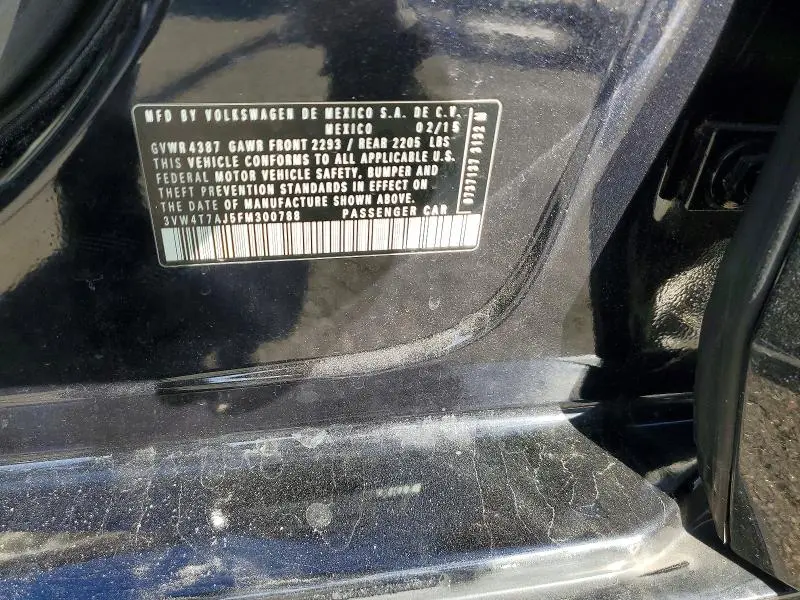 MFD BY VOLKSWAGEN DE MEXICO S.A. DE C.V.
MEXICO 02/15
GVWR 4387 GAWR FRONT 2293 / REAR 2205 LBS
THIS VEHICLE CONFORMS TO ALL APPLICABLE U.S.
FEDERAL MOTOR VEHICLE SAFETY, BUMPER AND
THEFT PREVENTION STANDARDS IN EFFECT ON
THE DATE OF MANUFACTURE SHOWN ABOVE.
3VW4T7AJ5FM300788 PASSENGER CAR